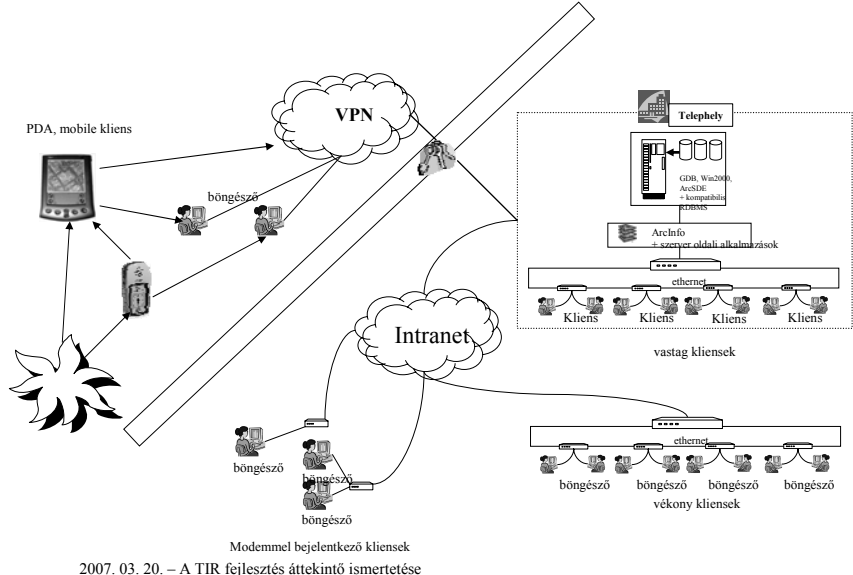 VPN
PDA, mobile kliens
Telephely
böngésző
GDB, Win2000,
ArcSDE
+ kompatibilis
RDBMS
ArcInfo
+ szerver oldali alkalmazások
ethernet
Kliens
Kliens
Kliens
Kliens
vastag kliensek
Intranet
ethernet
böngésző
böngésző
böngésző
böngésző
böngésző
böngésző
böngésző
vékony kliensek
Modemmel bejelentkező kliensek
2007. 03. 20. – A TIR fejlesztés áttekintő ismertetése